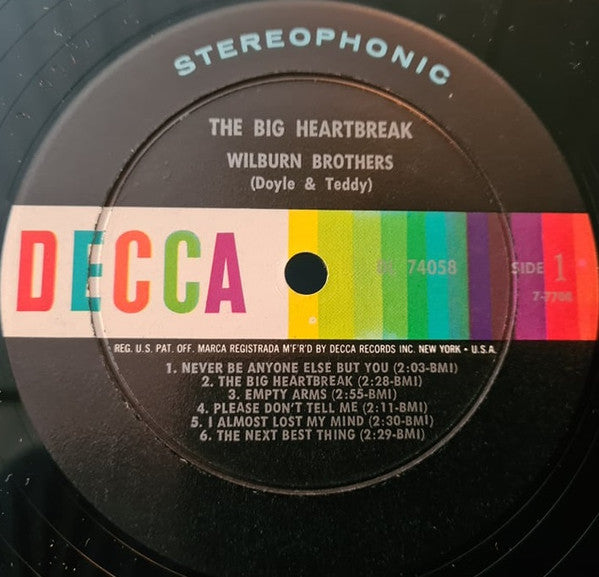 STEREOPHONIC
THE BIG HEARTBREAK
WILBURN BROTHERS
(Doyle & Teddy)
DECCA
74058
SIDE 1
REG. U.S. PAT. OFF. MARCA REGISTRADA M'F'R'D BY DECCA RECORDS INC. NEW YORK • U.S.A.
1. NEVER BE ANYONE ELSE BUT YOU (2:03-BMI)
2. THE BIG HEARTBREAK (2:28-BMI)
3. EMPTY ARMS (2:55-BMI)
4. PLEASE DON'T TELL ME (2:11-BMI)
5. I ALMOST LOST MY MIND (2:30-BMI)
6. THE NEXT BEST THING (2:29-BMI)